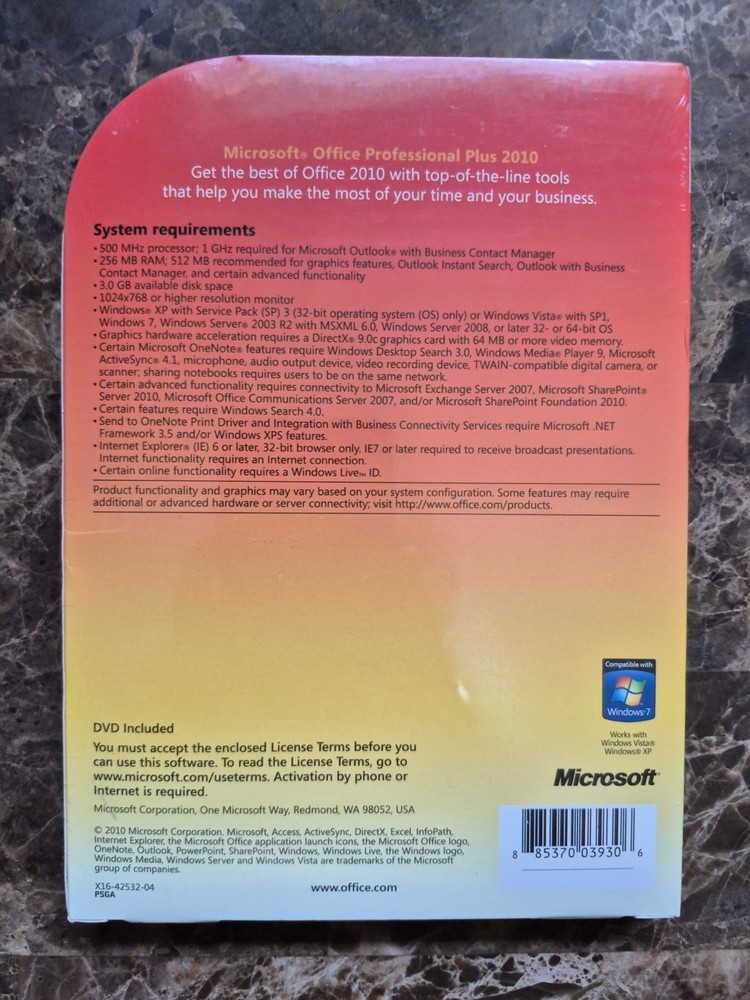 Microsoft® Office Professional Plus 2010
Get the best of Office 2010 with top-of-the-line tools
that help you make the most of your time and your business.
System requirements
• 500 MHz processor; 1 GHz required for Microsoft Outlook® with Business Contact Manager
• 256 MB RAM; 512 MB recommended for graphics features, Outlook Instant Search, Outlook with Business
Contact Manager, and certain advanced functionality
• 3.0 GB available disk space
• 1024x768 or higher resolution monitor
• Windows® XP with Service Pack (SP) 3 (32-bit operating system (OS) only) or Windows Vista® with SP1,
Windows 7, Windows Server® 2003 R2 with MSXML 6.0, Windows Server 2008, or later 32- or 64-bit OS
• Graphics hardware acceleration requires a DirectX® 9.0c graphics card with 64 MB or more video memory.
• Certain Microsoft OneNote® features require Windows Desktop Search 3.0, Windows Media® Player 9, Microsoft
ActiveSync® 4.1, microphone, audio output device, video recording device, TWAIN-compatible digital camera, or
scanner; sharing notebooks requires users to be on the same network.
• Certain advanced functionality requires connectivity to Microsoft Exchange Server 2007, Microsoft SharePoint®
Server 2010, Microsoft Office Communications Server 2007, and/or Microsoft SharePoint Foundation 2010.
• Certain features require Windows Search 4.0.
• Send to OneNote Print Driver and Integration with Business Connectivity Services require Microsoft .NET
Framework 3.5 and/or Windows XPS features.
• Internet Explorer® (IE) 6 or later, 32-bit browser only. IE7 or later required to receive broadcast presentations.
Internet functionality requires an Internet connection.
• Certain online functionality requires a Windows Live™ ID.
Product functionality and graphics may vary based on your system configuration. Some features may require
additional or advanced hardware or server connectivity; visit http://www.office.com/products.
Compatible with
Windows® 7
Works with
Windows Vista®
Windows® XP
Microsoft®
DVD Included
You must accept the enclosed License Terms before you
can use this software. To read the License Terms, go to
www.microsoft.com/useterms. Activation by phone or
Internet is required.
Microsoft Corporation, One Microsoft Way, Redmond, WA 98052, USA
© 2010 Microsoft Corporation. Microsoft, Access, ActiveSync, DirectX, Excel, InfoPath,
Internet Explorer, the Microsoft Office application launch icons, the Microsoft Office logo,
OneNote, Outlook, PowerPoint, SharePoint, Windows, Windows Live, the Windows logo,
Windows Media, Windows Server and Windows Vista are trademarks of the Microsoft
group of companies.
X16-42532-04
PSGA
www.office.com
8 85370 03930 6